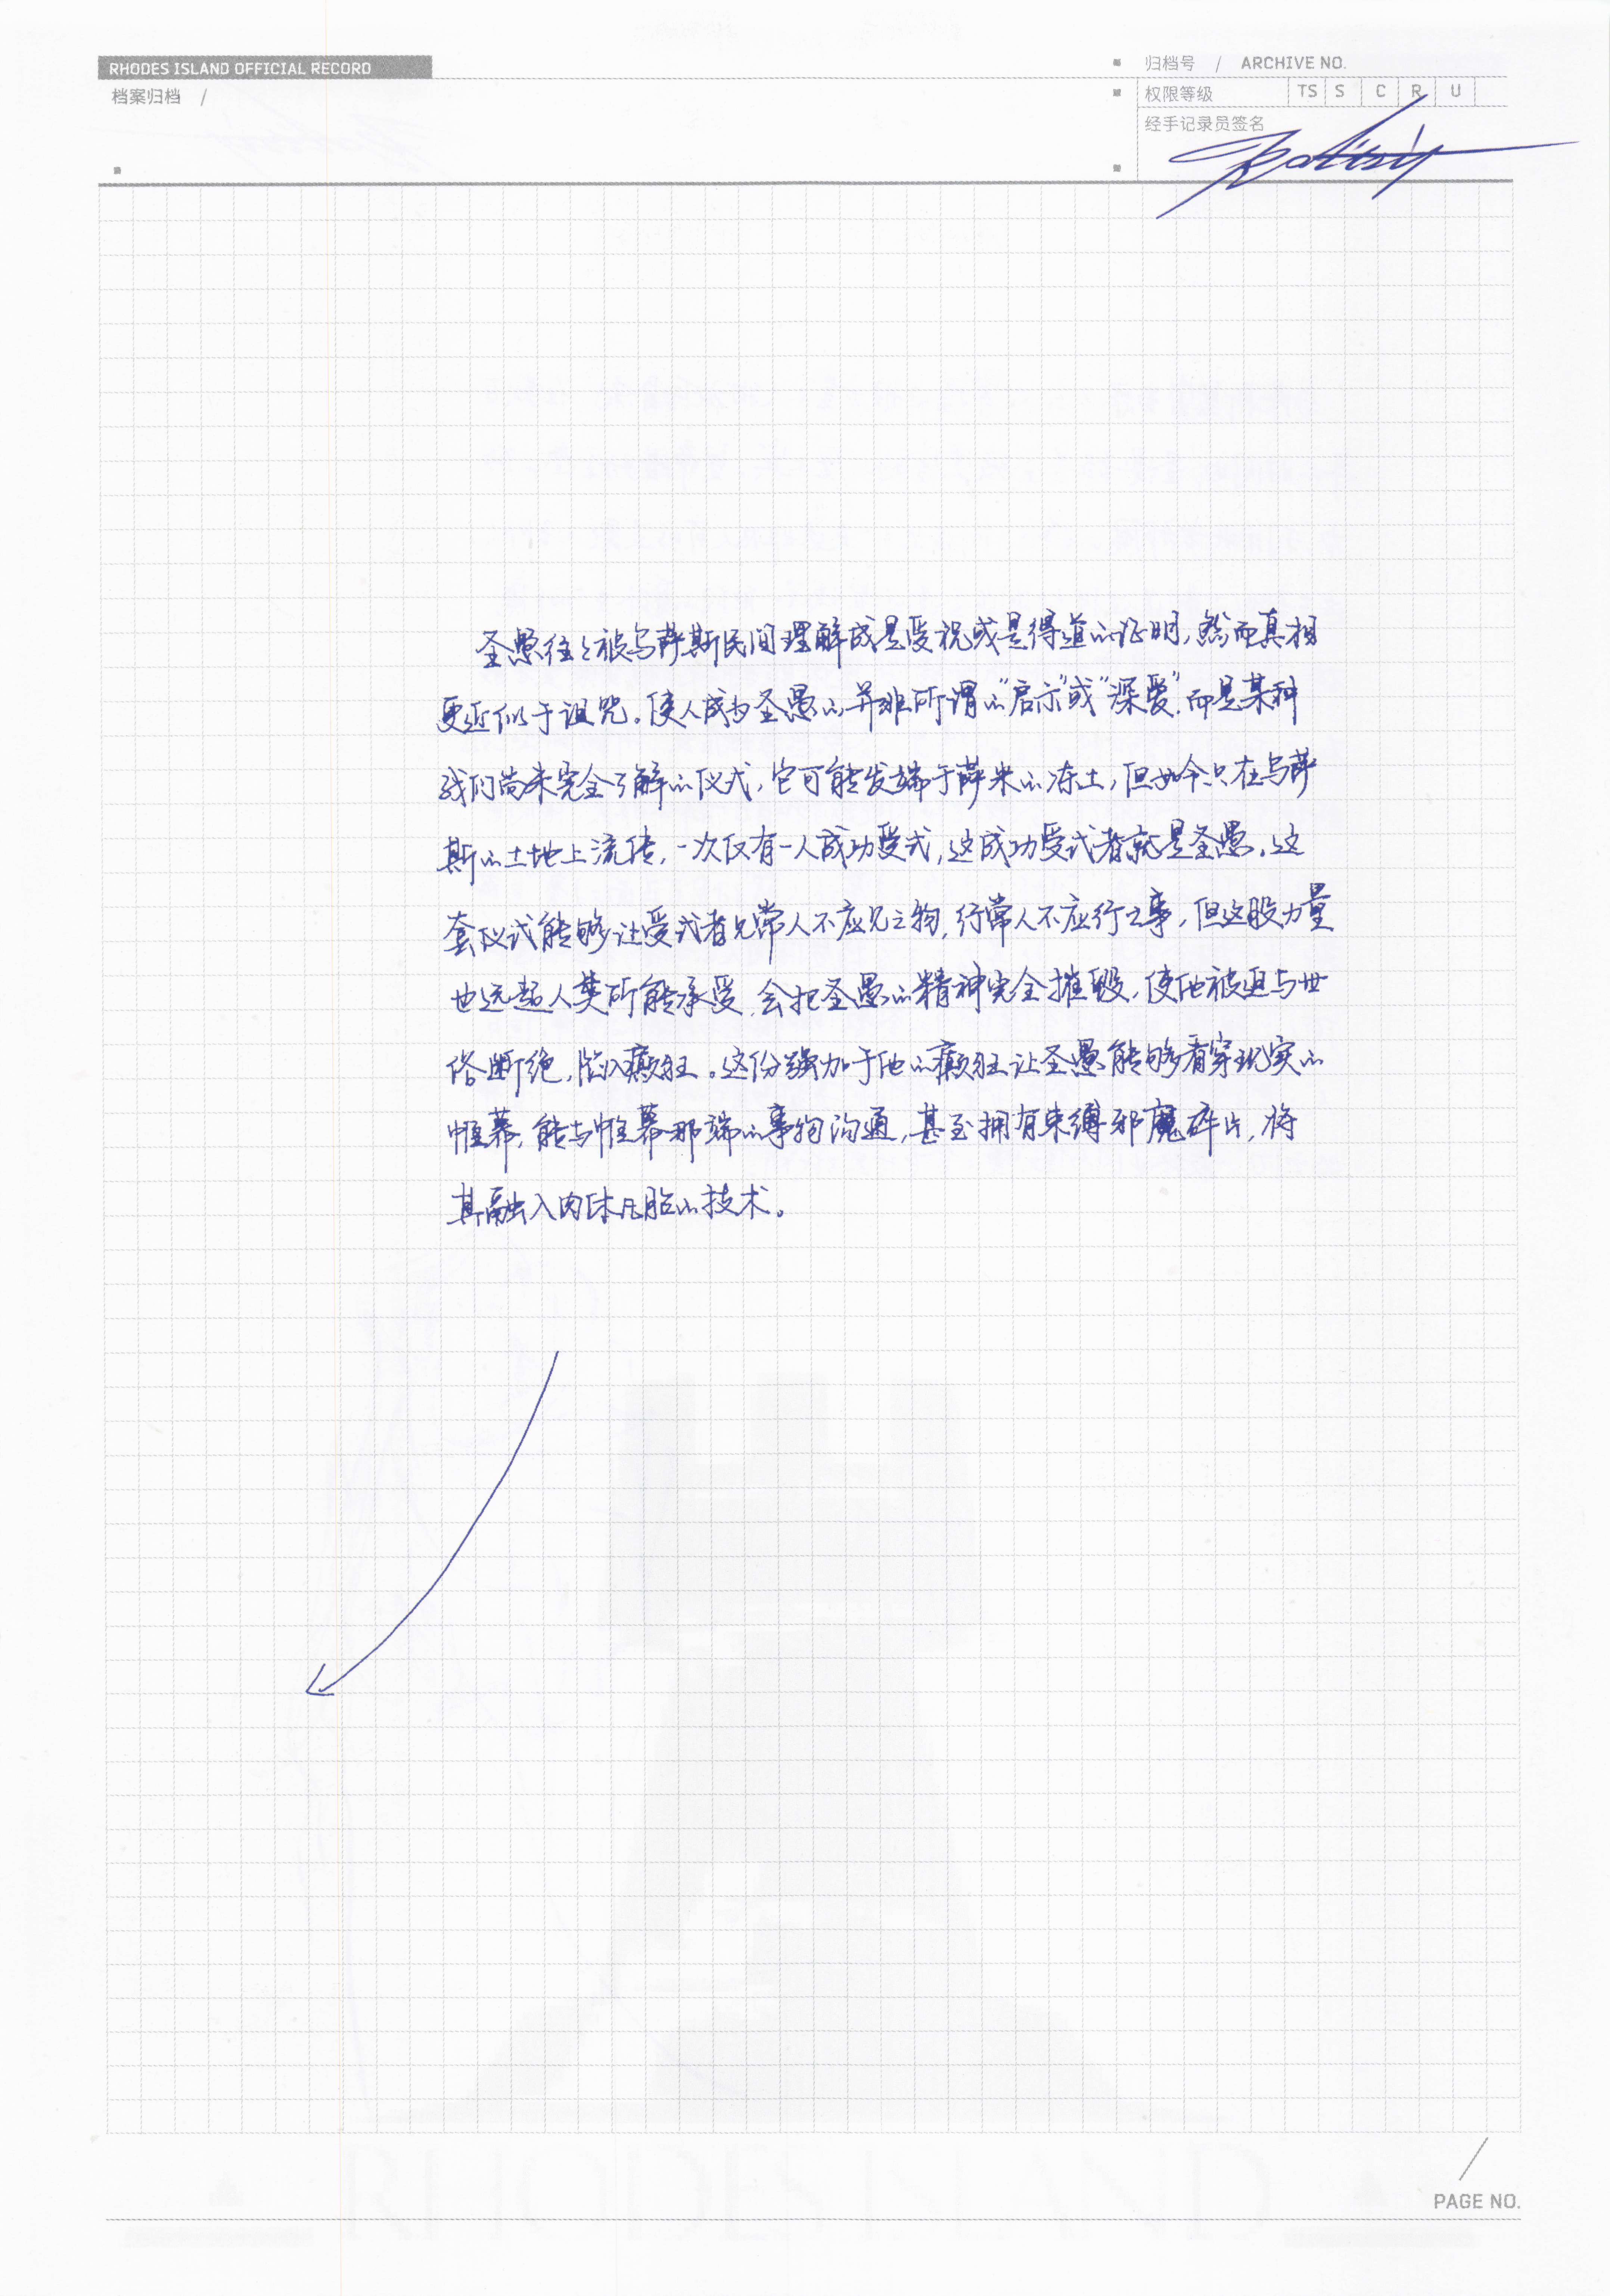 RHODES ISLAND OFFICIAL RECORD
档案归档 /
归档号 / ARCHIVE NO.
权限等级 TS S C R U
经手记录员签名
圣愚往々被乌萨斯民间理解成是受祝或是得道的证明,然而真相
更近似于诅咒。使人成为圣愚的并非所谓的“启示”或“深爱”,而是某种
我们尚未完全了解的仪式,它可能发端于萨米的冻土,但如今只在乌萨
斯的土地上流传,一次仅有一人成功受式,这成功受式者就是圣愚。这
套仪式能够让受式者见常人不应见之物,行常人不应行之事,但这股力量
也远超人类所能承受,会把圣愚的精神完全摧毁,使他被迫与世
俗断绝,陷入癫狂。这份强加于他的癫狂让圣愚能够看穿现实的
帷幕,能与帷幕那端的事物沟通,甚至拥有束缚邪魔碎片,将
其融入肉体凡胎的技术。
PAGE NO.
RHODES ISLAND